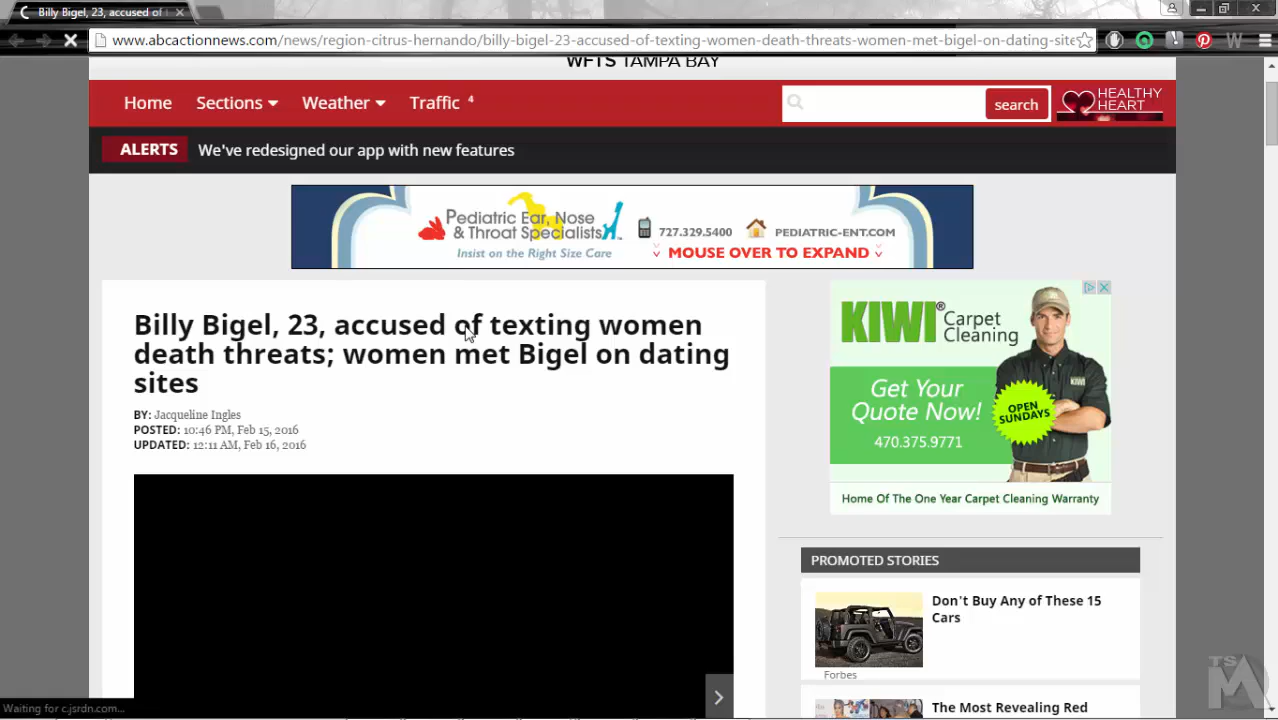 Billy Bigel, 23, accused of
www.abcactionnews.com/news/region-citrus-hernando/billy-bigel-23-accused-of-texting-women-death-threats-women-met-bigel-on-dating-site
WFTS TAMPA BAY
Home Sections Weather Traffic 4 search HEALTHY HEART
ALERTS We've redesigned our app with new features
Pediatric Ear, Nose & Throat Specialists
Insist on the Right Size Care
727.329.5400 PEDIATRIC-ENT.COM
MOUSE OVER TO EXPAND
Billy Bigel, 23, accused of texting women
death threats; women met Bigel on dating
sites
BY: Jacqueline Ingles
POSTED: 10:46 PM, Feb 15, 2016
UPDATED: 12:11 AM, Feb 16, 2016
KIWI® Carpet Cleaning
Get Your
Quote Now!
470.375.9771
OPEN
SUNDAYS
KIWI
Home Of The One Year Carpet Cleaning Warranty
PROMOTED STORIES
Don't Buy Any of These 15
Cars
Forbes
The Most Revealing Red
Waiting for c.jsrdn.com...
TSMA